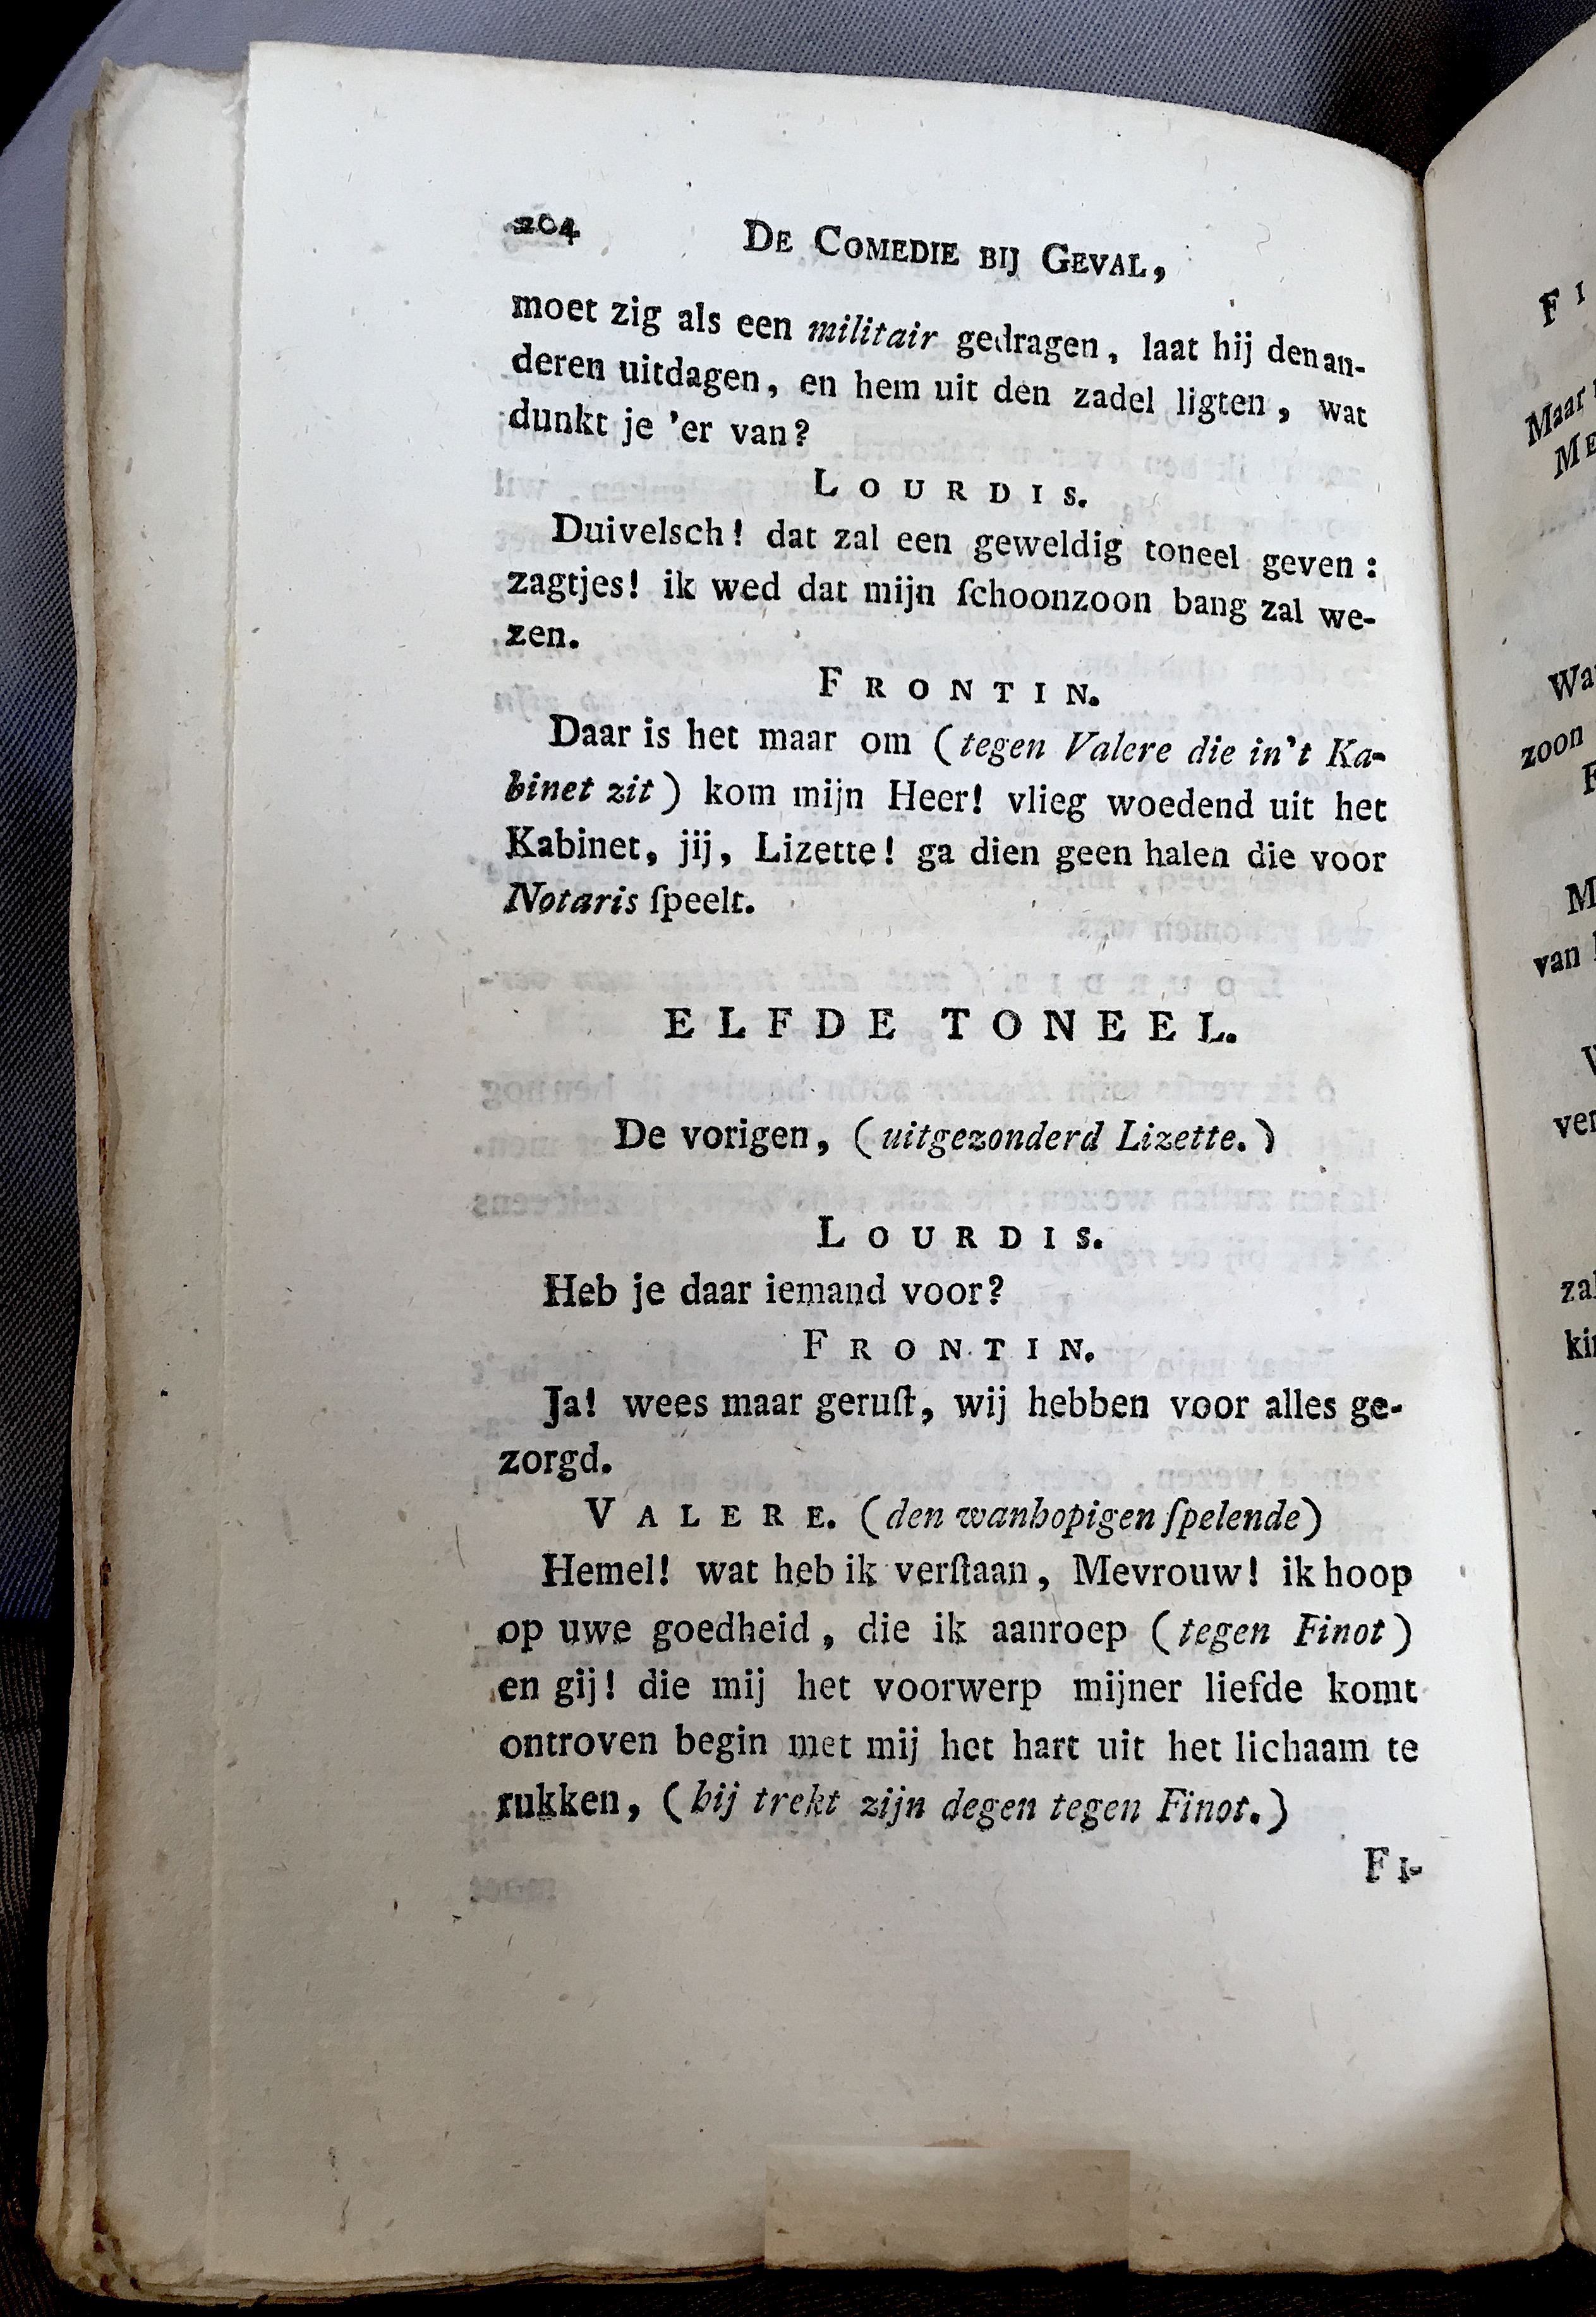 204 DE COMEDIE BIJ GEVAL,
moet zig als een militair gedragen, laat hij den an-
deren uitdagen, en hem uit den zadel ligten, wat
dunkt je 'er van?
LOURDIS.
Duivelsch! dat zal een geweldig toneel geven:
zagtjes! ik wed dat mijn ſchoonzoon bang zal we-
zen.
FRONTIN.
Daar is het maar om (tegen Valere die in't Ka-
binet zit) kom mijn Heer! vlieg woedend uit het
Kabinet, jij, Lizette! ga dien geen halen die voor
Notaris ſpeelt.
ELFDE TONEEL.
De vorigen, (uitgezonderd Lizette.)
LOURDIS.
Heb je daar iemand voor?
FRONTIN.
Ja! wees maar geruſt, wij hebben voor alles ge-
zorgd.
VALERE. (den wanhopigen ſpelende)
Hemel! wat heb ik verſtaan, Mevrouw! ik hoop
op uwe goedheid, die ik aanroep (tegen Finot)
en gij! die mij het voorwerp mijner liefde komt
ontroven begin met mij het hart uit het lichaam te
rukken, (hij trekt zijn degen tegen Finot.)
FI-
FI
Maar
ME
zoon
van